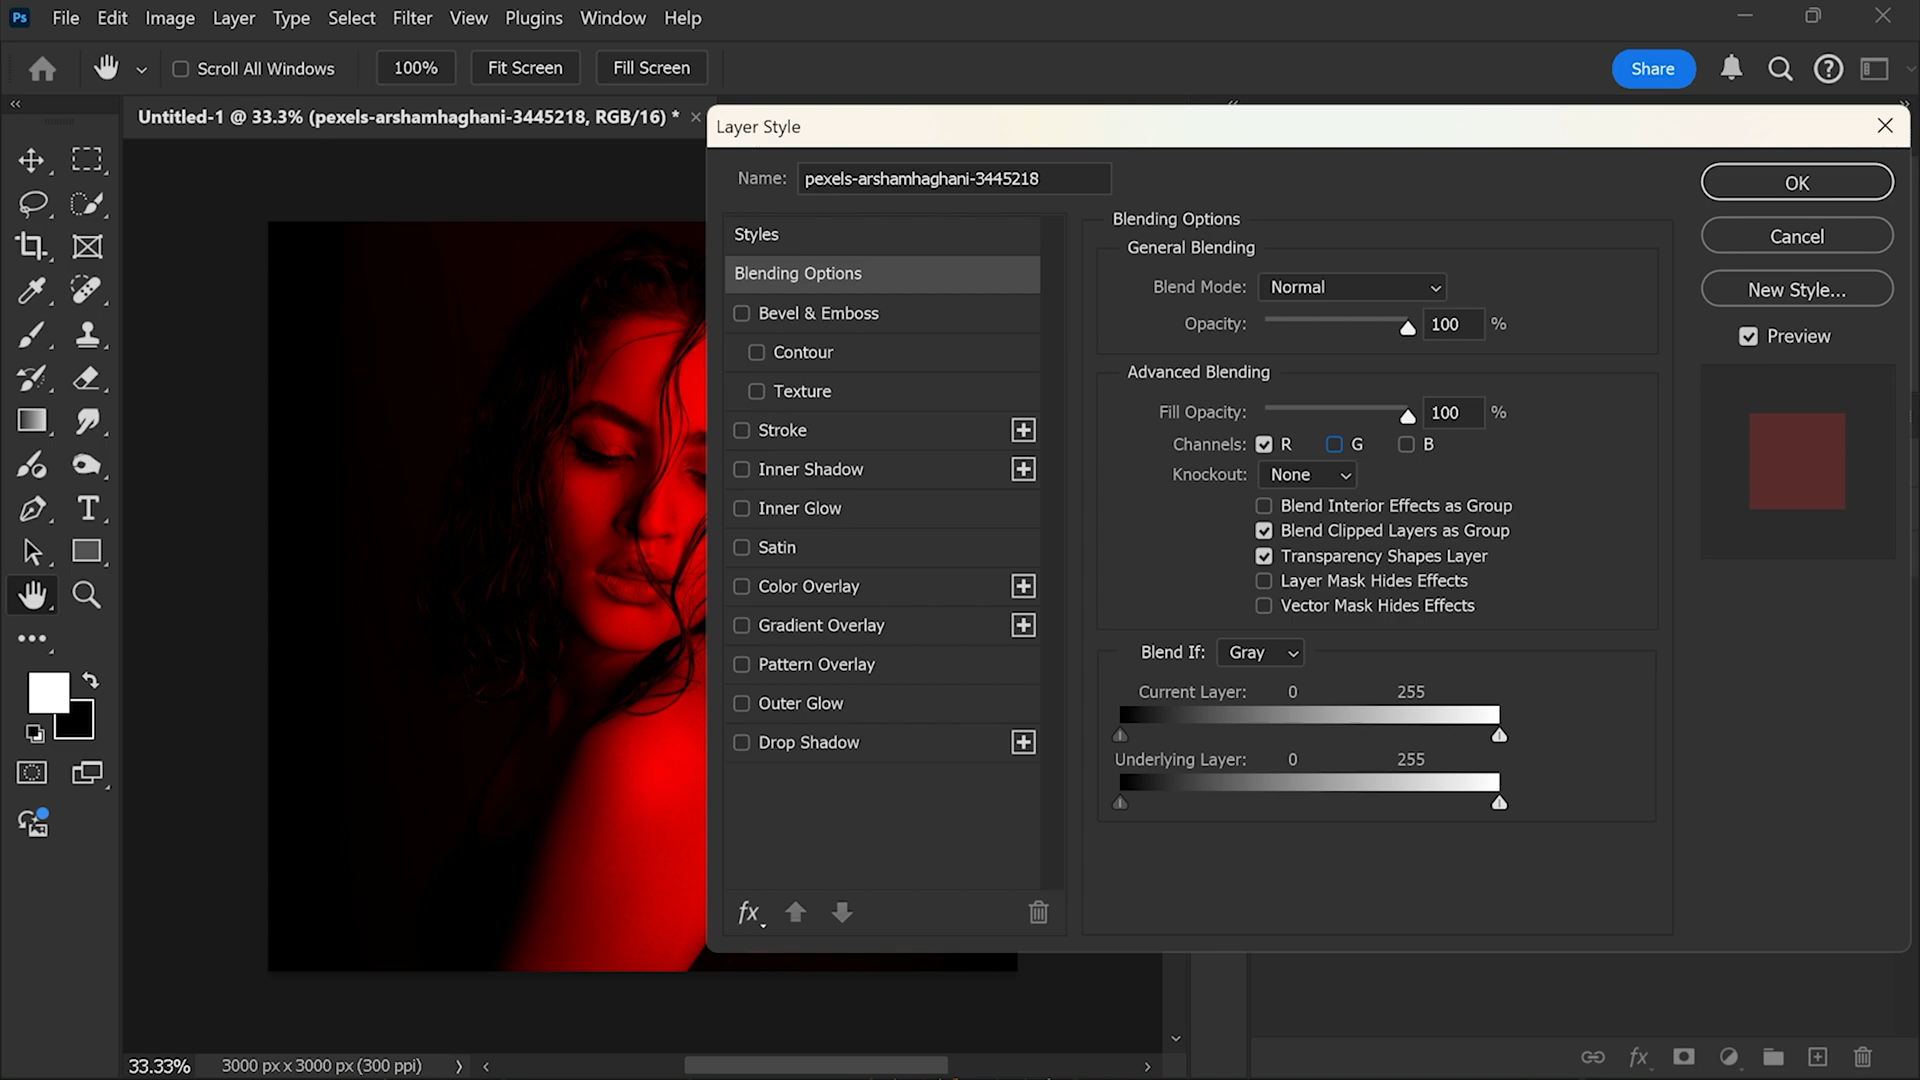 Ps File Edit Image Layer Type Select Filter View Plugins Window Help
Scroll All Windows 100% Fit Screen Fill Screen Share
Untitled-1 @ 33.3% (pexels-arshamhaghani-3445218, RGB/16) *
Layer Style
Name: pexels-arshamhaghani-3445218
Styles
Blending Options
Bevel & Emboss
Contour
Texture
Stroke
Inner Shadow
Inner Glow
Satin
Color Overlay
Gradient Overlay
Pattern Overlay
Outer Glow
Drop Shadow
fx
Blending Options
General Blending
Blend Mode: Normal
Opacity: 100 %
Advanced Blending
Fill Opacity: 100 %
Channels: R G B
Knockout: None
Blend Interior Effects as Group
Blend Clipped Layers as Group
Transparency Shapes Layer
Layer Mask Hides Effects
Vector Mask Hides Effects
Blend If: Gray
Current Layer: 0 255
Underlying Layer: 0 255
OK
Cancel
New Style...
Preview
33.33% 3000 px x 3000 px (300 ppi)
fx